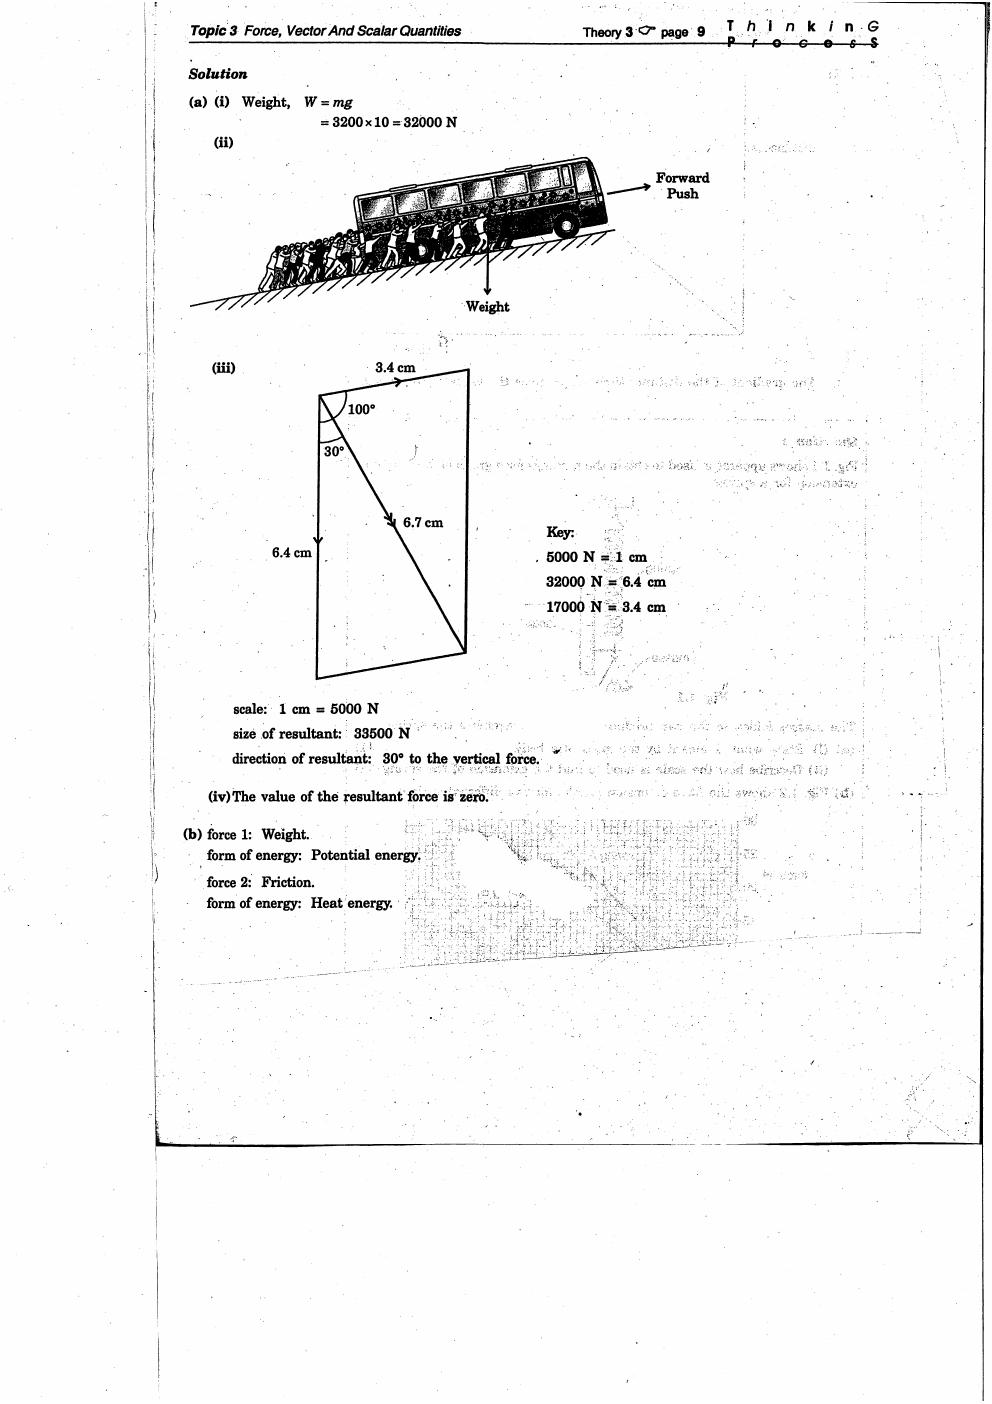 Topic 3 Force, Vector And Scalar Quantities Theory 3 page 9 ThinkinG ProcesS
Solution
(a) (i) Weight, W = mg
= 3200 × 10 = 32000 N
(ii)
Forward
Push
Weight
(iii)
3.4 cm
100°
30°
6.7 cm
6.4 cm
Key:
5000 N = 1 cm
32000 N = 6.4 cm
17000 N = 3.4 cm
scale: 1 cm = 5000 N
size of resultant: 33500 N
direction of resultant: 30° to the vertical force.
(iv)The value of the resultant force is zero.
(b) force 1: Weight.
form of energy: Potential energy.
force 2: Friction.
form of energy: Heat energy.